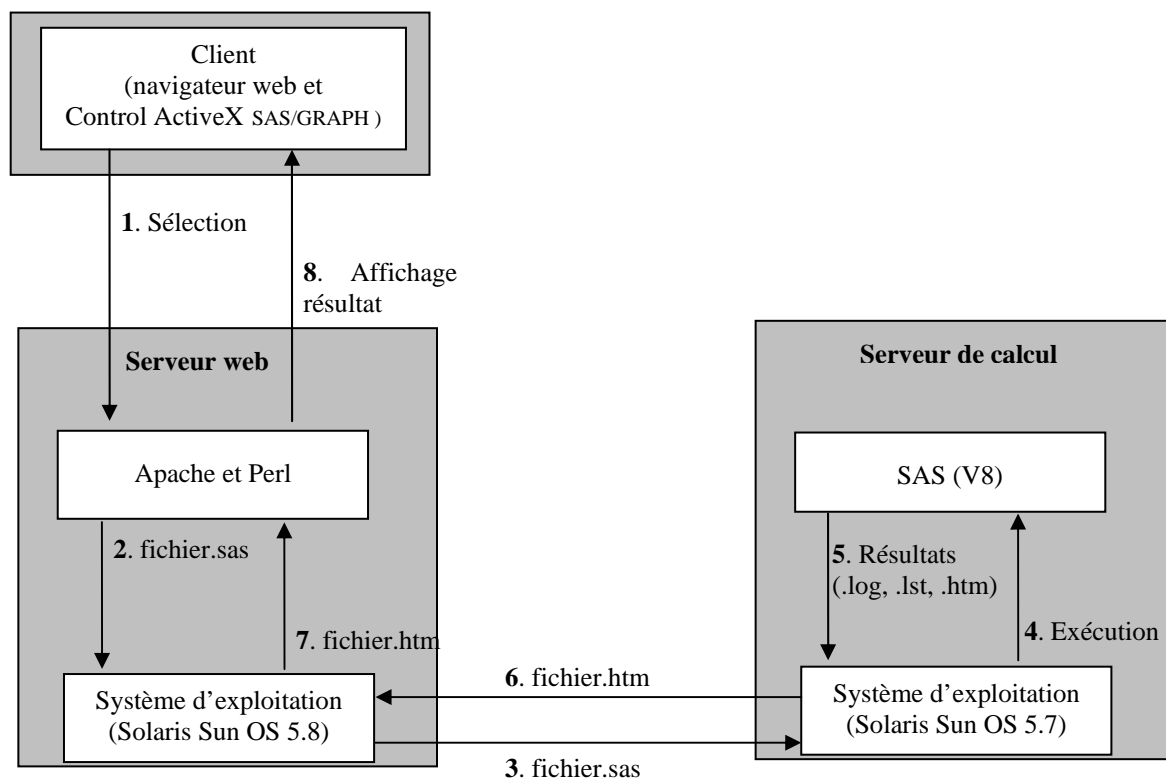 Client
(navigateur web et
Control ActiveX SAS/GRAPH )
1. Sélection
8. Affichage
résultat
Serveur web
Serveur de calcul
Apache et Perl
SAS (V8)
2. fichier.sas
5. Résultats
(.log, .lst, .htm)
7. fichier.htm
4. Exécution
6. fichier.htm
Système d’exploitation
(Solaris Sun OS 5.8)
Système d’exploitation
(Solaris Sun OS 5.7)
3. fichier.sas